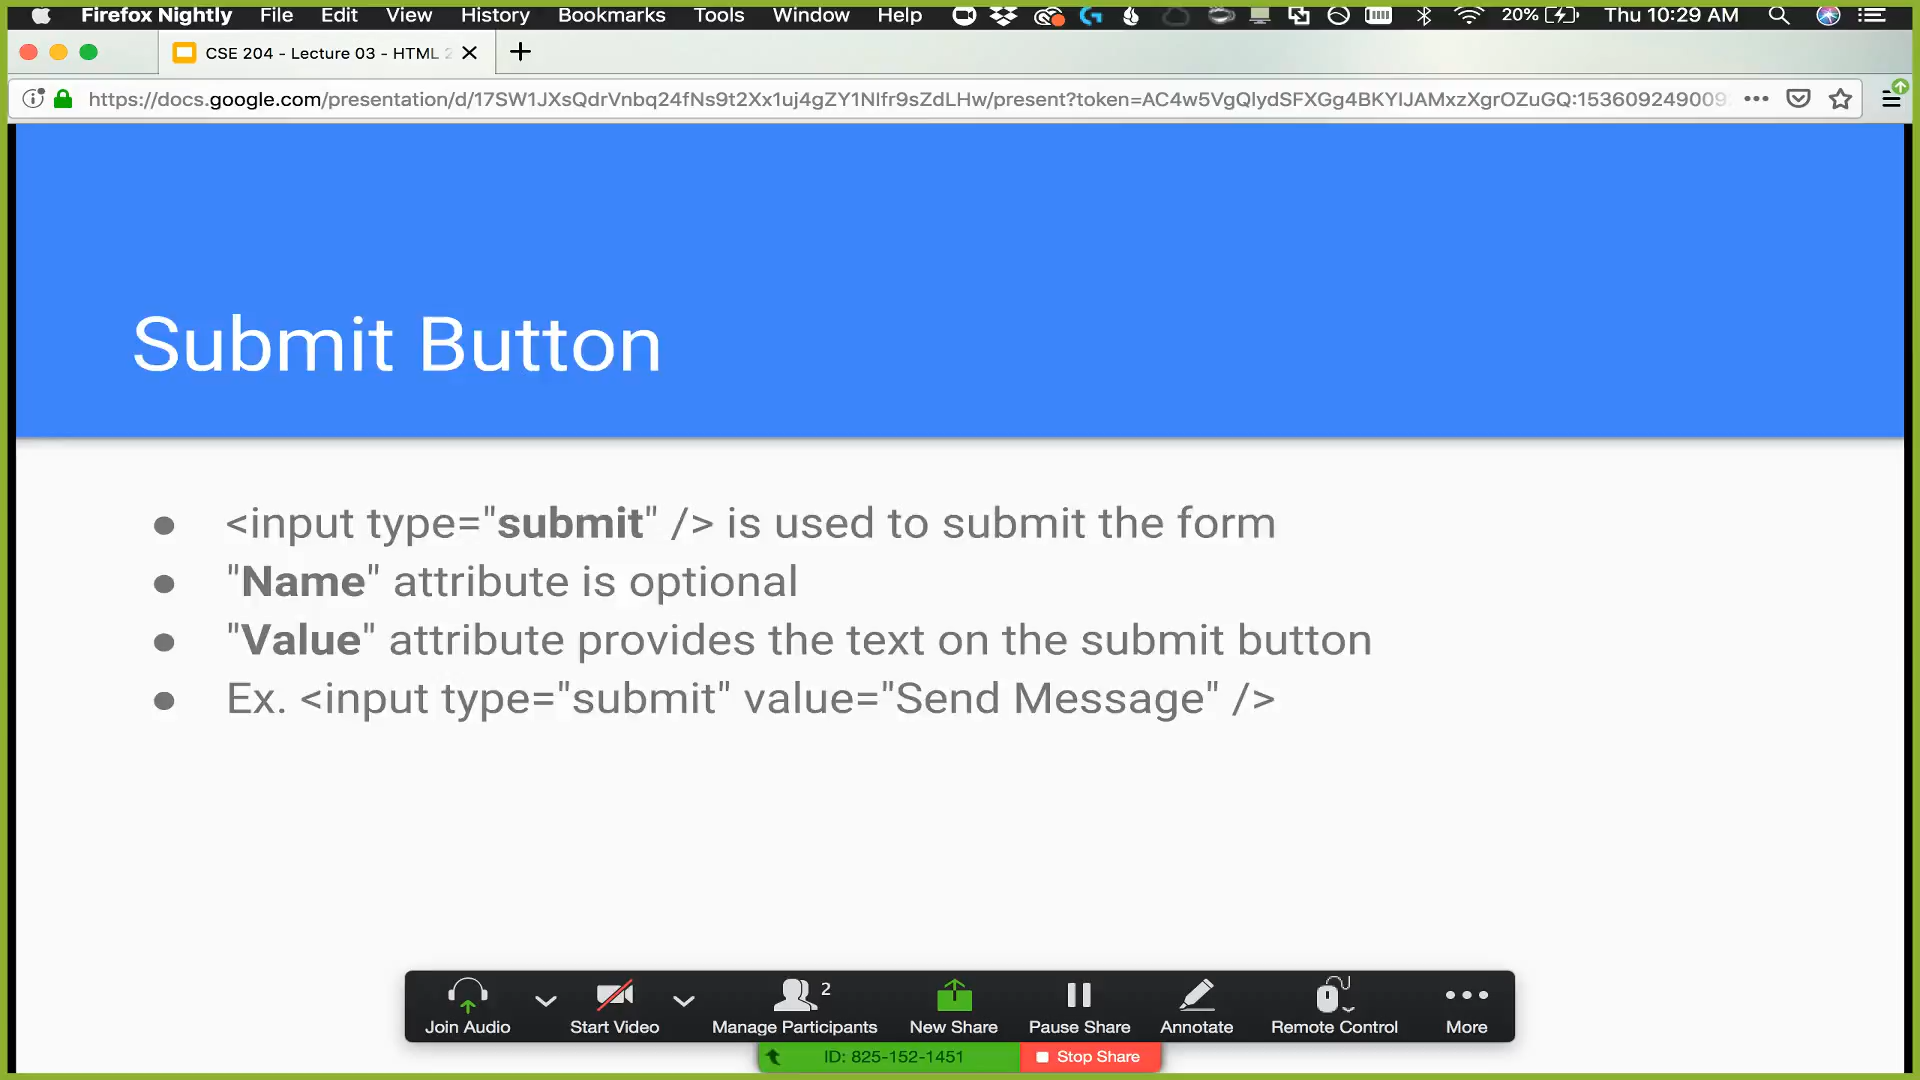 Firefox Nightly File Edit View History Bookmarks Tools Window Help 20% Thu 10:29 AM
CSE 204 - Lecture 03 - HTML 2
https://docs.google.com/presentation/d/17SW1JXsQdrVnbq24fNs9t2Xx1uj4gZY1NIfr9sZdLHw/present?token=AC4w5VgQlydSFXGg4BKYIJAMxzXgrOZuGQ:153609249009
Submit Button
● <input type="submit" /> is used to submit the form
● "Name" attribute is optional
● "Value" attribute provides the text on the submit button
● Ex. <input type="submit" value="Send Message" />
2
Join Audio Start Video Manage Participants New Share Pause Share Annotate Remote Control More
ID: 825-152-1451 Stop Share